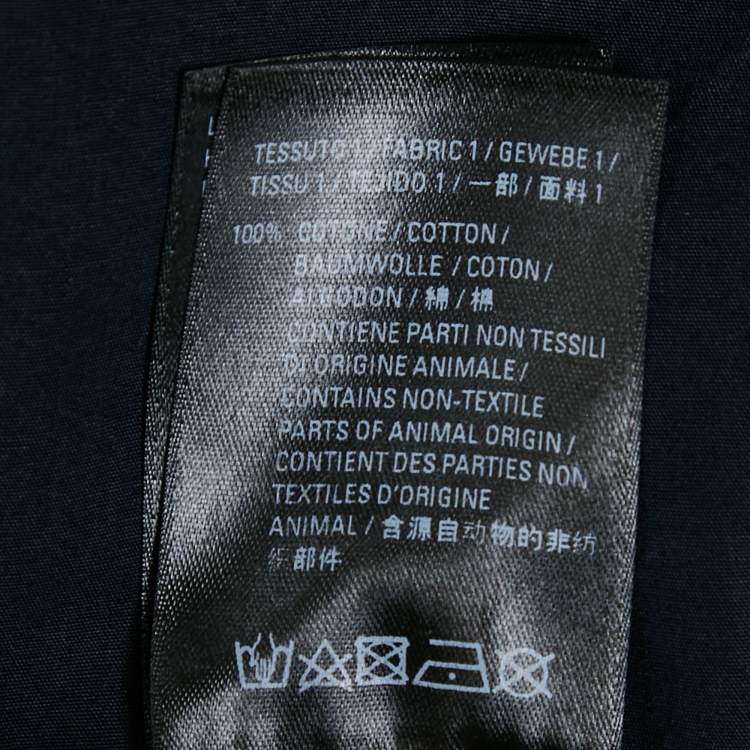 TESSUTO 1 / FABRIC 1 / GEWEBE 1 /
TISSU 1 / TEJIDO 1 / 一部 / 面料 1
100% COTONE / COTTON /
BAUMWOLLE / COTON /
ALGODON / 綿 / 棉
CONTIENE PARTI NON TESSILI
DI ORIGINE ANIMALE /
CONTAINS NON-TEXTILE
PARTS OF ANIMAL ORIGIN /
CONTIENT DES PARTIES NON
TEXTILES D'ORIGINE
ANIMAL / 含源自动物的非纺
织部件